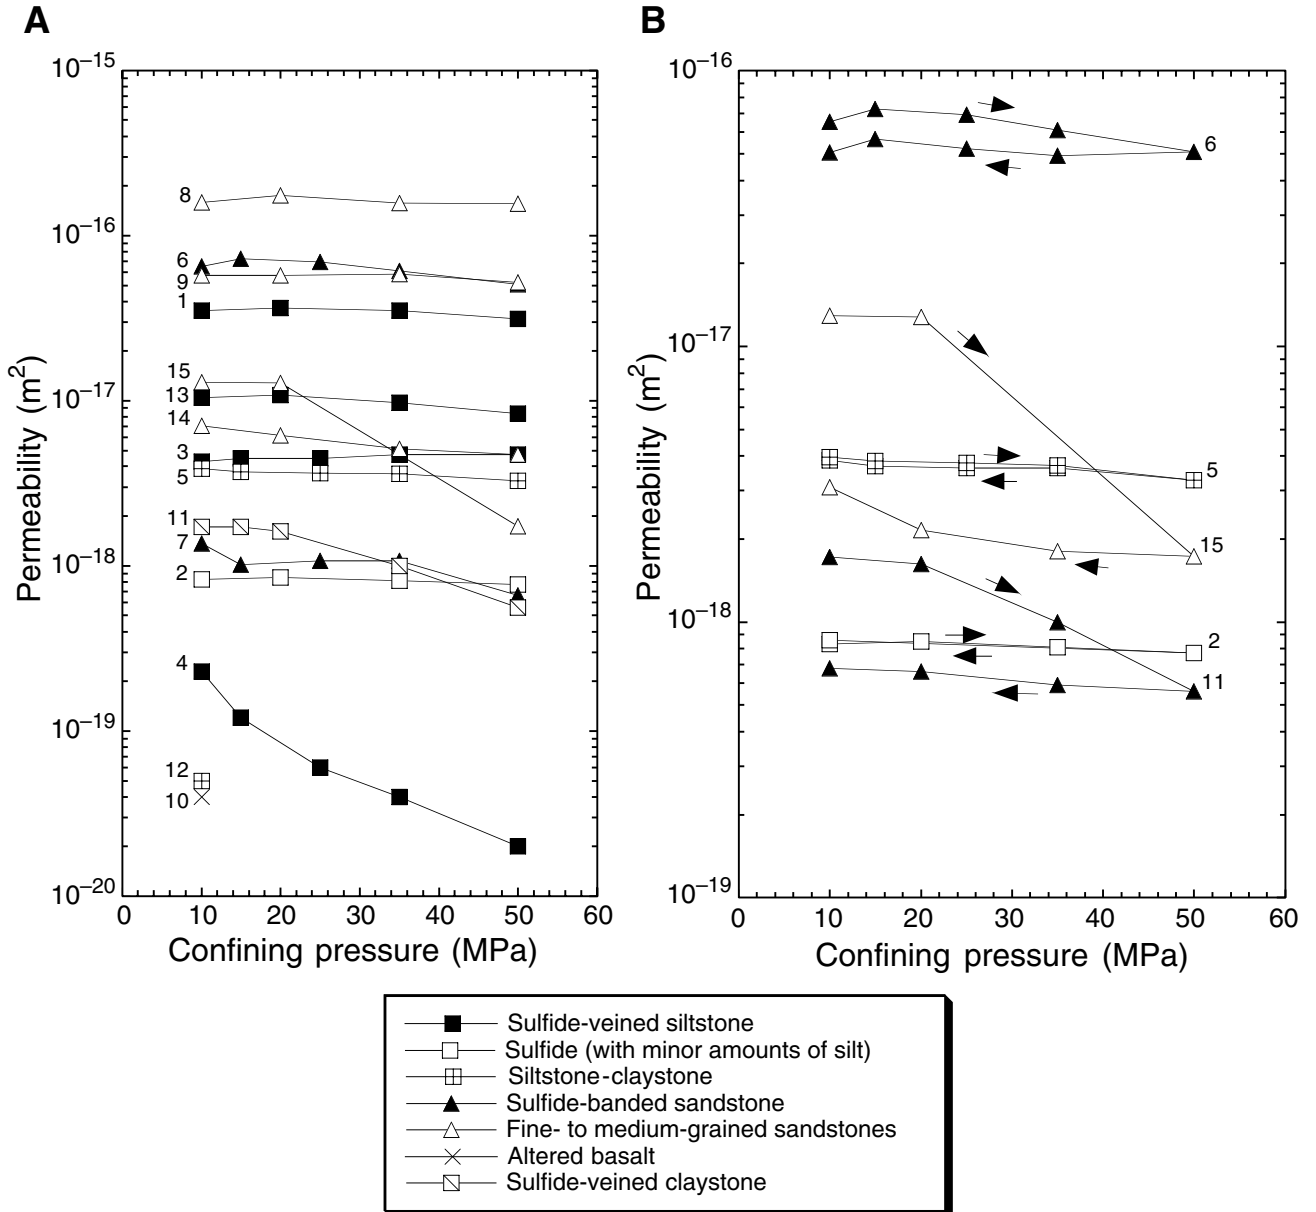 A
B
10–15
10–16
10–17
10–18
10–19
10–20
Permeability (m2)
8
6
9
1
15
13
14
3
5
11
7
2
4
12
10
0 10 20 30 40 50 60
Confining pressure (MPa)
10–16
10–17
10–18
10–19
Permeability (m2)
6
5
15
2
11
0 10 20 30 40 50 60
Confining pressure (MPa)
Sulfide-veined siltstone
Sulfide (with minor amounts of silt)
Siltstone-claystone
Sulfide-banded sandstone
Fine- to medium-grained sandstones
Altered basalt
Sulfide-veined claystone